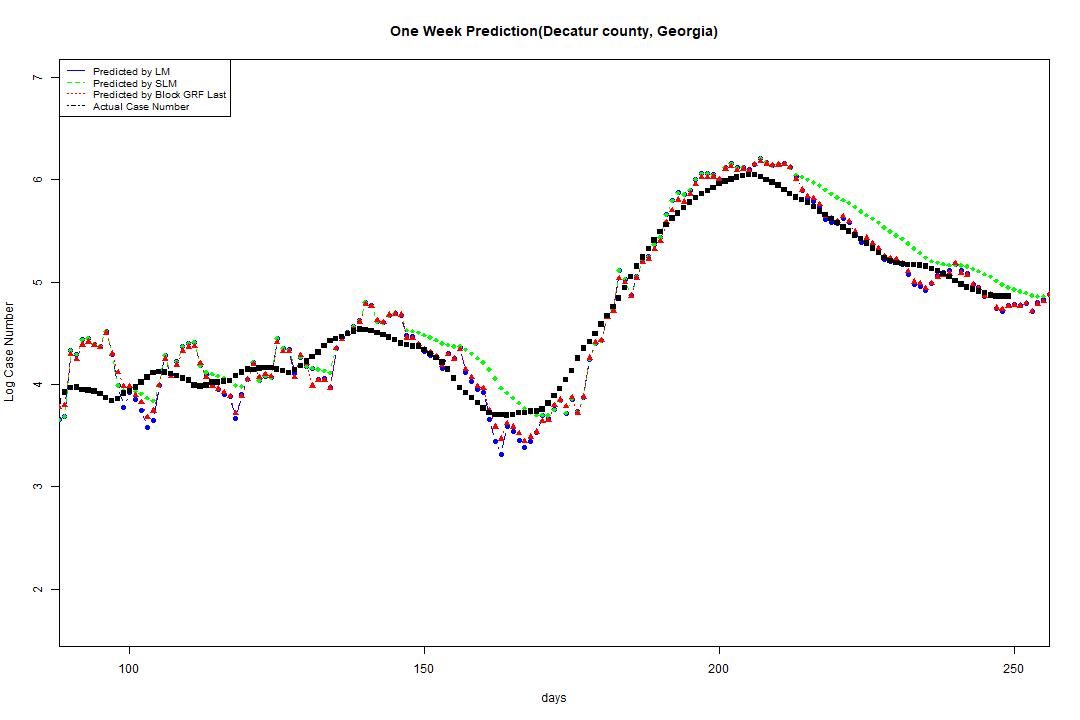 One Week Prediction(Decatur county, Georgia)
Predicted by LM
Predicted by SLM
Predicted by Block GRF Last
Actual Case Number
7
6
5
4
3
2
Log Case Number
100 150 200 250
days